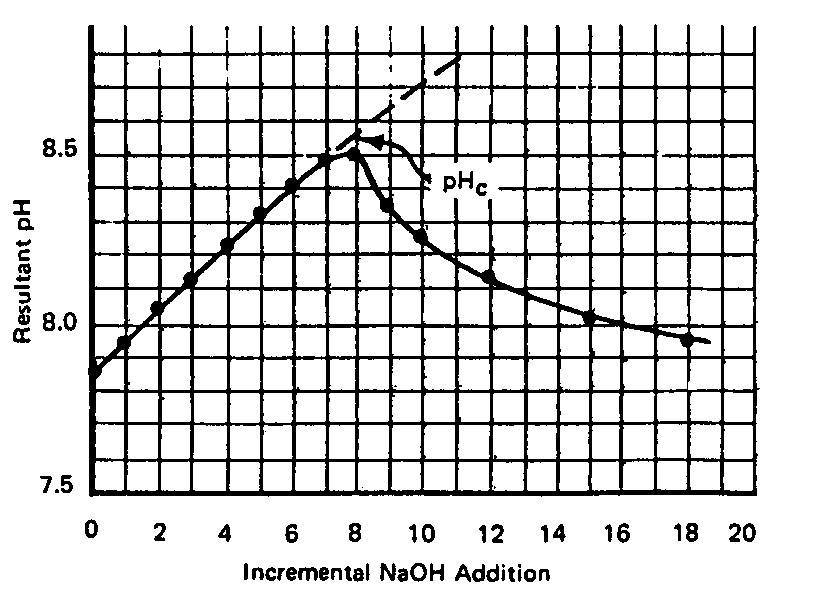 8.5
pHc
Resultant pH
8.0
7.5
0 2 4 6 8 10 12 14 16 18 20
Incremental NaOH Addition